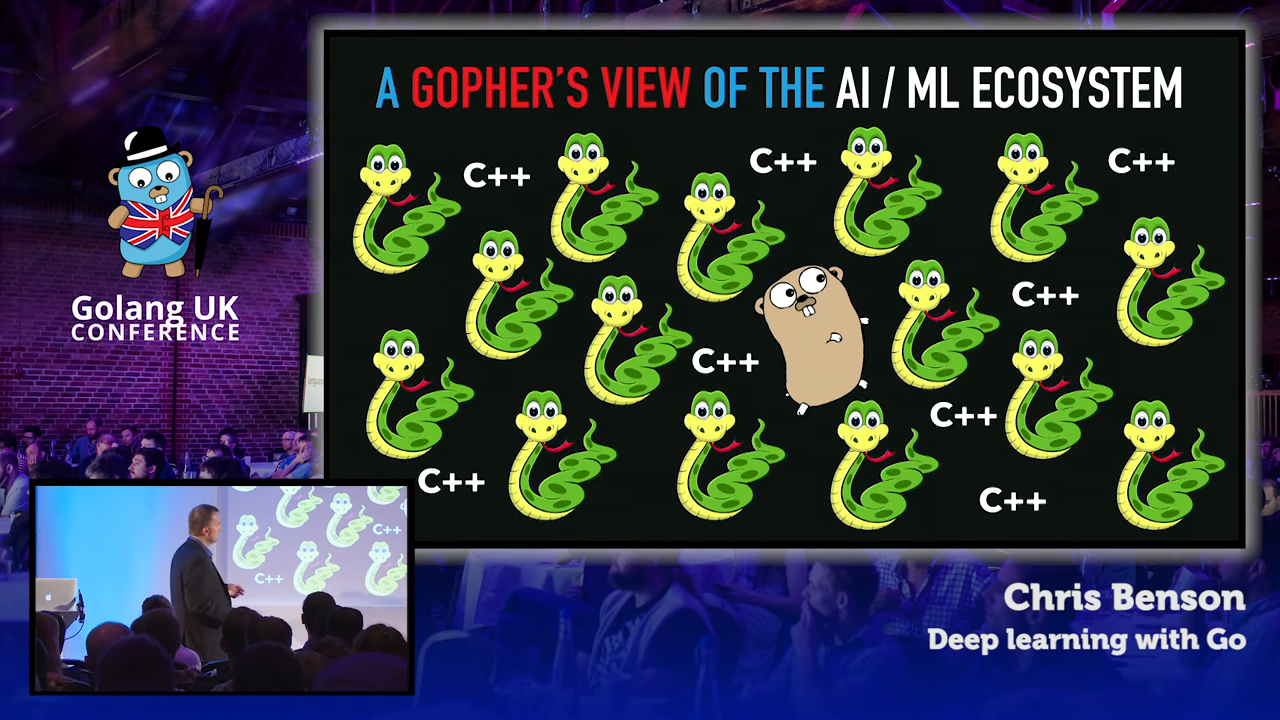 A GOPHER'S VIEW OF THE AI / ML ECOSYSTEM
C++
C++
C++
C++
C++
C++
C++
C++
Golang UK
CONFERENCE
C++
C++
Chris Benson
Deep learning with Go